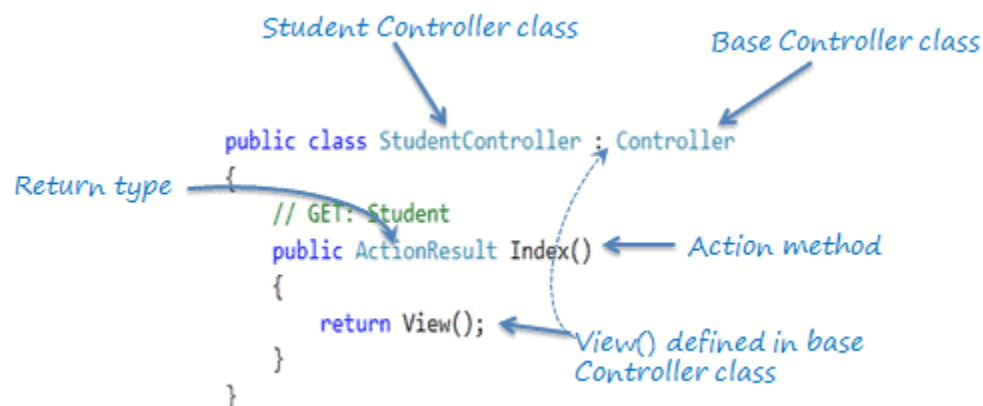 Student Controller class
Base Controller class
public class StudentController : Controller
{
Return type
// GET: Student
public ActionResult Index()
Action method
{
return View();
View() defined in base
Controller class
}
}